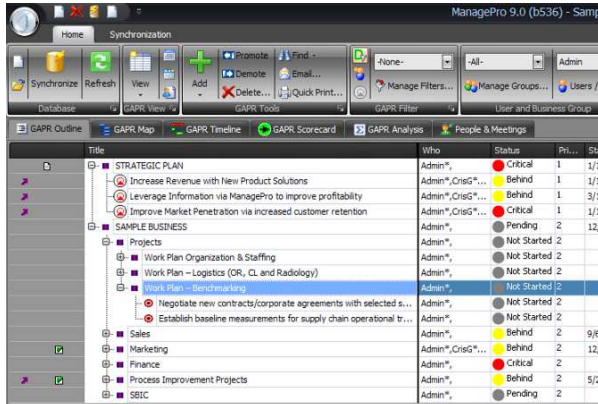 ManagePro 9.0 (b536) - Samp
Home Synchronization
Synchronize Refresh View Add Promote Find - -None- -All- Admin
Demote Email... Manage Filters... Manage Groups... Users /
Delete... Quick Print...
Database GAPR View GAPR Tools GAPR Filter User and Business Group
GAPR Outline GAPR Map GAPR Timeline GAPR Scorecard GAPR Analysis People & Meetings
Title Who Status Pri... Sta
STRATEGIC PLAN Admin*, Critical 1 1/1
Increase Revenue with New Product Solutions Admin*,CrisG*... Behind 1 1/1
Leverage Information via ManagePro to improve profitability Admin*,CrisG*... Behind 1 3/1
Improve Market Penetration via increased customer retention Admin*,CrisG*... Critical 1 1/1
SAMPLE BUSINESS Admin*, Pending 2 12,
Projects Admin*, Not Started 2
Work Plan Organization & Staffing Admin*, Not Started 2
Work Plan – Logistics (OR, CL and Radiology) Admin*, Not Started 2
Work Plan – Benchmarking Admin*, Not Started 2
Negotiate new contracts/corporate agreements with selected s... Admin*, Not Started 2
Establish baseline measurements for supply chain operational tr... Admin*, Not Started 2
Sales Admin*, Behind 2 9/6
Marketing Admin*,CrisG*... Behind 2 12,
Finance Admin*, Critical 2
Process Improvement Projects Admin*, Behind 2 5/2
SBIC Admin*, Pending 2